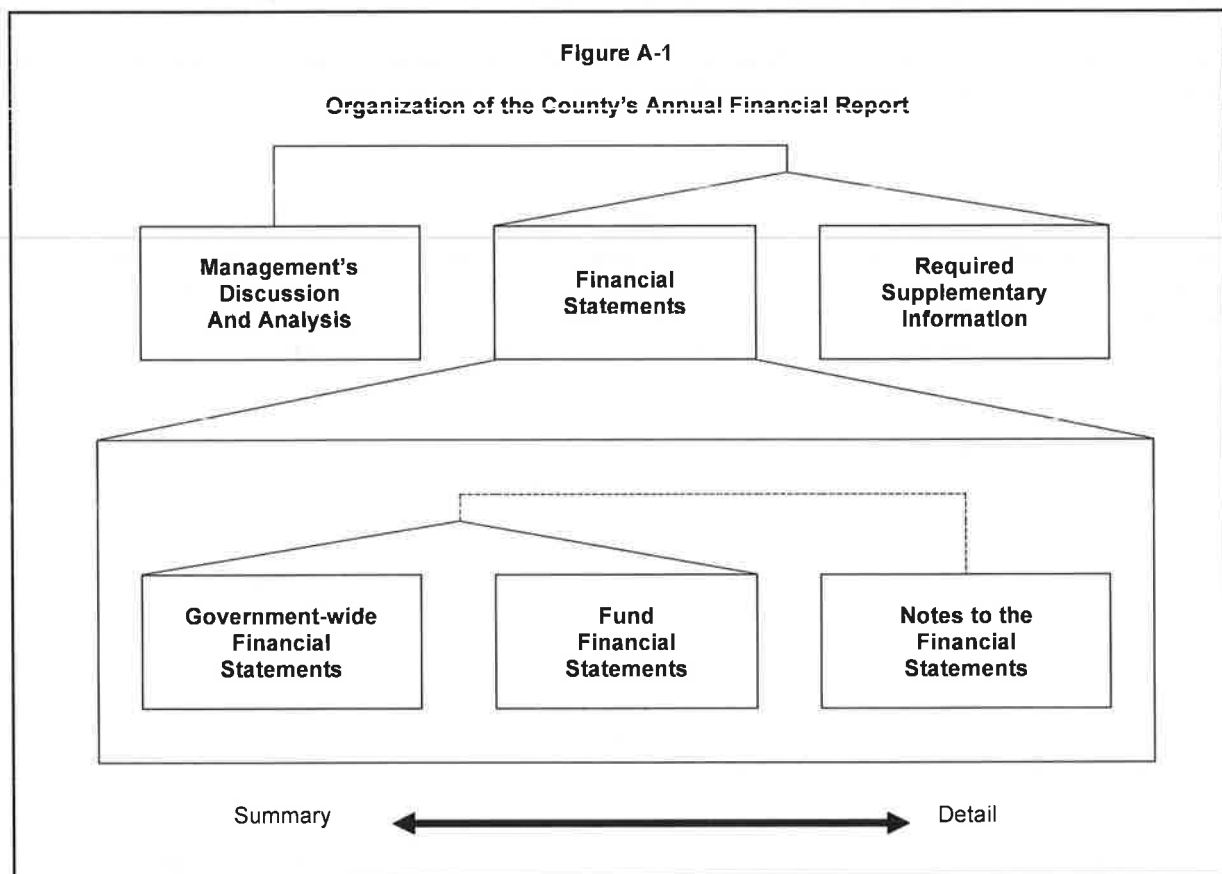 Figure A-1
Organization of the County's Annual Financial Report
Management's
Discussion
And Analysis
Financial
Statements
Required
Supplementary
Information
Government-wide
Financial
Statements
Fund
Financial
Statements
Notes to the
Financial
Statements
Summary
Detail